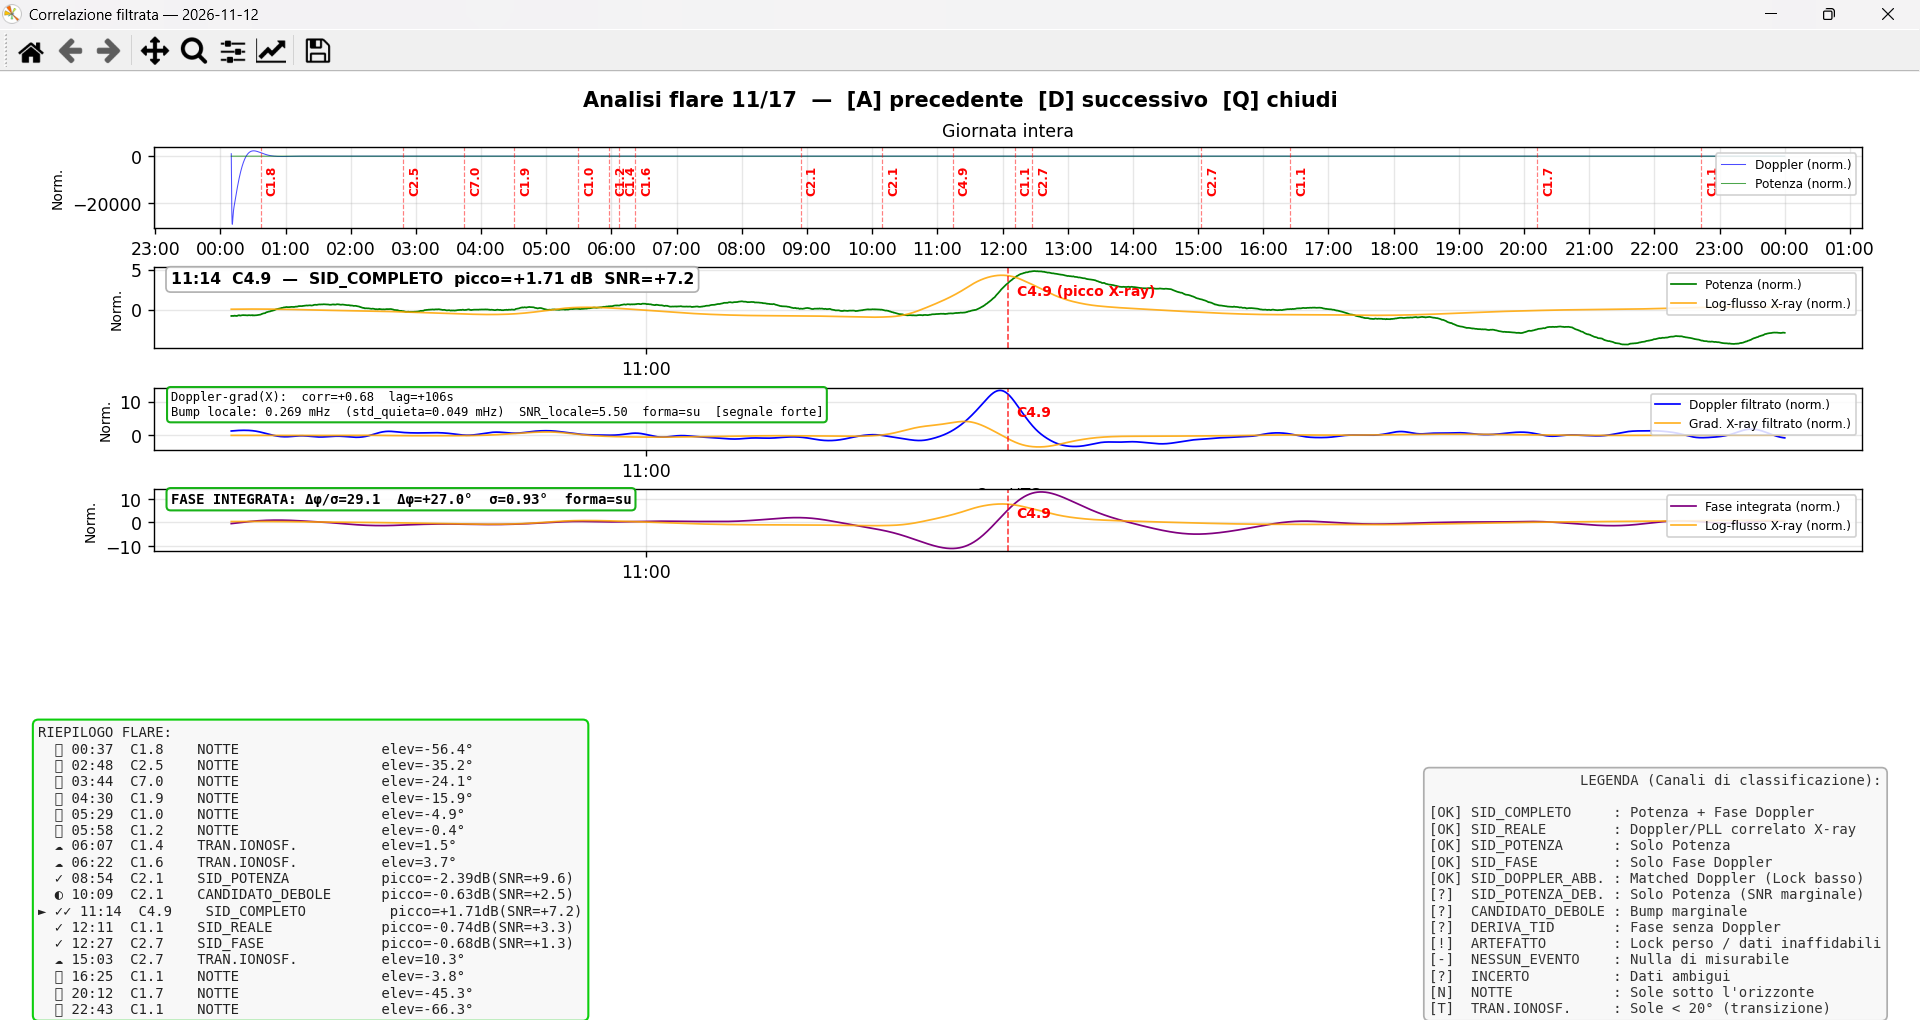 Correlazione filtrata — 2026-11-12
Analisi flare 11/17 — [A] precedente [D] successivo [Q] chiudi
Giornata intera
Norm.
0
−20000
C1.8
C2.5
C7.0
C1.9
C1.0
C1.2
C1.4
C1.6
C2.1
C2.1
C4.9
C1.1
C2.7
C2.7
C1.1
C1.7
C1.1
Doppler (norm.)
Potenza (norm.)
23:00 00:00 01:00 02:00 03:00 04:00 05:00 06:00 07:00 08:00 09:00 10:00 11:00 12:00 13:00 14:00 15:00 16:00 17:00 18:00 19:00 20:00 21:00 22:00 23:00 00:00 01:00
Norm.
5
0
11:14 C4.9 — SID_COMPLETO picco=+1.71 dB SNR=+7.2
C4.9 (picco X-ray)
Potenza (norm.)
Log-flusso X-ray (norm.)
11:00
Norm.
10
0
Doppler-grad(X): corr=+0.68 lag=+106s
Bump locale: 0.269 mHz (std_quieta=0.049 mHz) SNR_locale=5.50 forma=su [segnale forte]
C4.9
Doppler filtrato (norm.)
Grad. X-ray filtrato (norm.)
11:00
Norm.
10
0
−10
FASE INTEGRATA: Δφ/σ=29.1 Δφ=+27.0° σ=0.93° forma=su
C4.9
Fase integrata (norm.)
Log-flusso X-ray (norm.)
11:00
RIEPILOGO FLARE:
00:37 C1.8 NOTTE elev=-56.4°
02:48 C2.5 NOTTE elev=-35.2°
03:44 C7.0 NOTTE elev=-24.1°
04:30 C1.9 NOTTE elev=-15.9°
05:29 C1.0 NOTTE elev=-4.9°
05:58 C1.2 NOTTE elev=-0.4°
☁ 06:07 C1.4 TRAN.IONOSF. elev=1.5°
☁ 06:22 C1.6 TRAN.IONOSF. elev=3.7°
✓ 08:54 C2.1 SID_POTENZA picco=-2.39dB(SNR=+9.6)
◐ 10:09 C2.1 CANDIDATO_DEBOLE picco=-0.63dB(SNR=+2.5)
► ✓✓ 11:14 C4.9 SID_COMPLETO picco=+1.71dB(SNR=+7.2)
✓ 12:11 C1.1 SID_REALE picco=-0.74dB(SNR=+3.3)
✓ 12:27 C2.7 SID_FASE picco=-0.68dB(SNR=+1.3)
☁ 15:03 C2.7 TRAN.IONOSF. elev=10.3°
16:25 C1.1 NOTTE elev=-3.8°
20:12 C1.7 NOTTE elev=-45.3°
22:43 C1.1 NOTTE elev=-66.3°
LEGENDA (Canali di classificazione):
[OK] SID_COMPLETO : Potenza + Fase Doppler
[OK] SID_REALE : Doppler/PLL correlato X-ray
[OK] SID_POTENZA : Solo Potenza
[OK] SID_FASE : Solo Fase Doppler
[OK] SID_DOPPLER_ABB. : Matched Doppler (Lock basso)
[?] SID_POTENZA_DEB. : Solo Potenza (SNR marginale)
[?] CANDIDATO_DEBOLE : Bump marginale
[?] DERIVA_TID : Fase senza Doppler
[!] ARTEFATTO : Lock perso / dati inaffidabili
[-] NESSUN_EVENTO : Nulla di misurabile
[?] INCERTO : Dati ambigui
[N] NOTTE : Sole sotto l'orizzonte
[T] TRAN.IONOSF. : Sole < 20° (transizione)